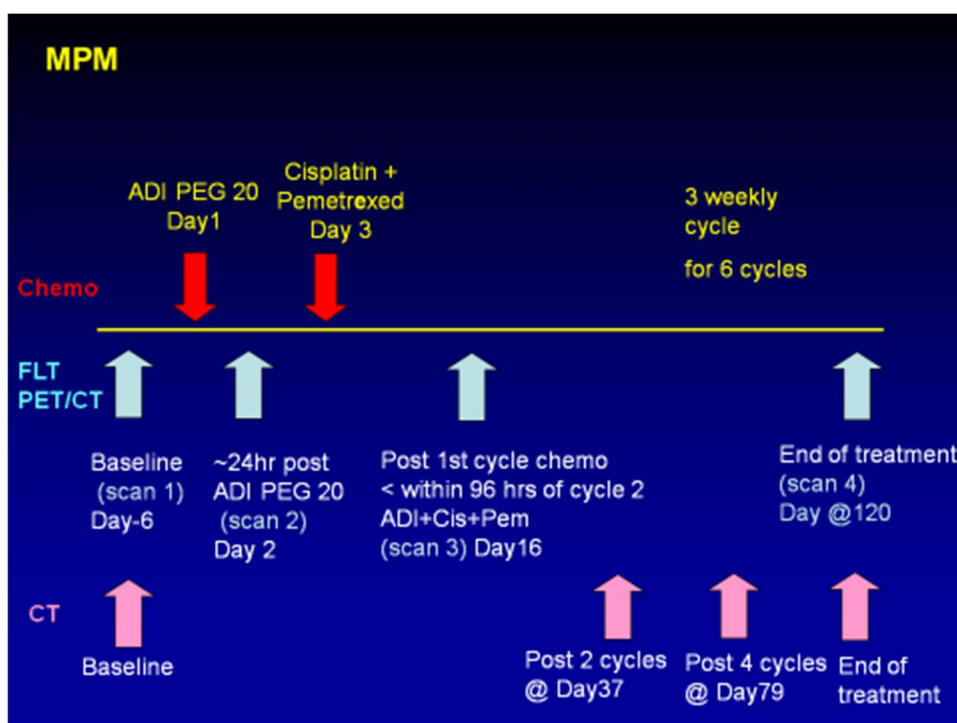 MPM
ADI PEG 20
Day1
Cisplatin +
Pemetrexed
Day 3
3 weekly
cycle
for 6 cycles
Chemo
FLT
PET/CT
Baseline
(scan 1)
Day-6
~24hr post
ADI PEG 20
(scan 2)
Day 2
Post 1st cycle chemo
< within 96 hrs of cycle 2
ADI+Cis+Pem
(scan 3) Day16
End of treatment
(scan 4)
Day @120
CT
Baseline
Post 2 cycles
@ Day37
Post 4 cycles
@ Day79
End of
treatment